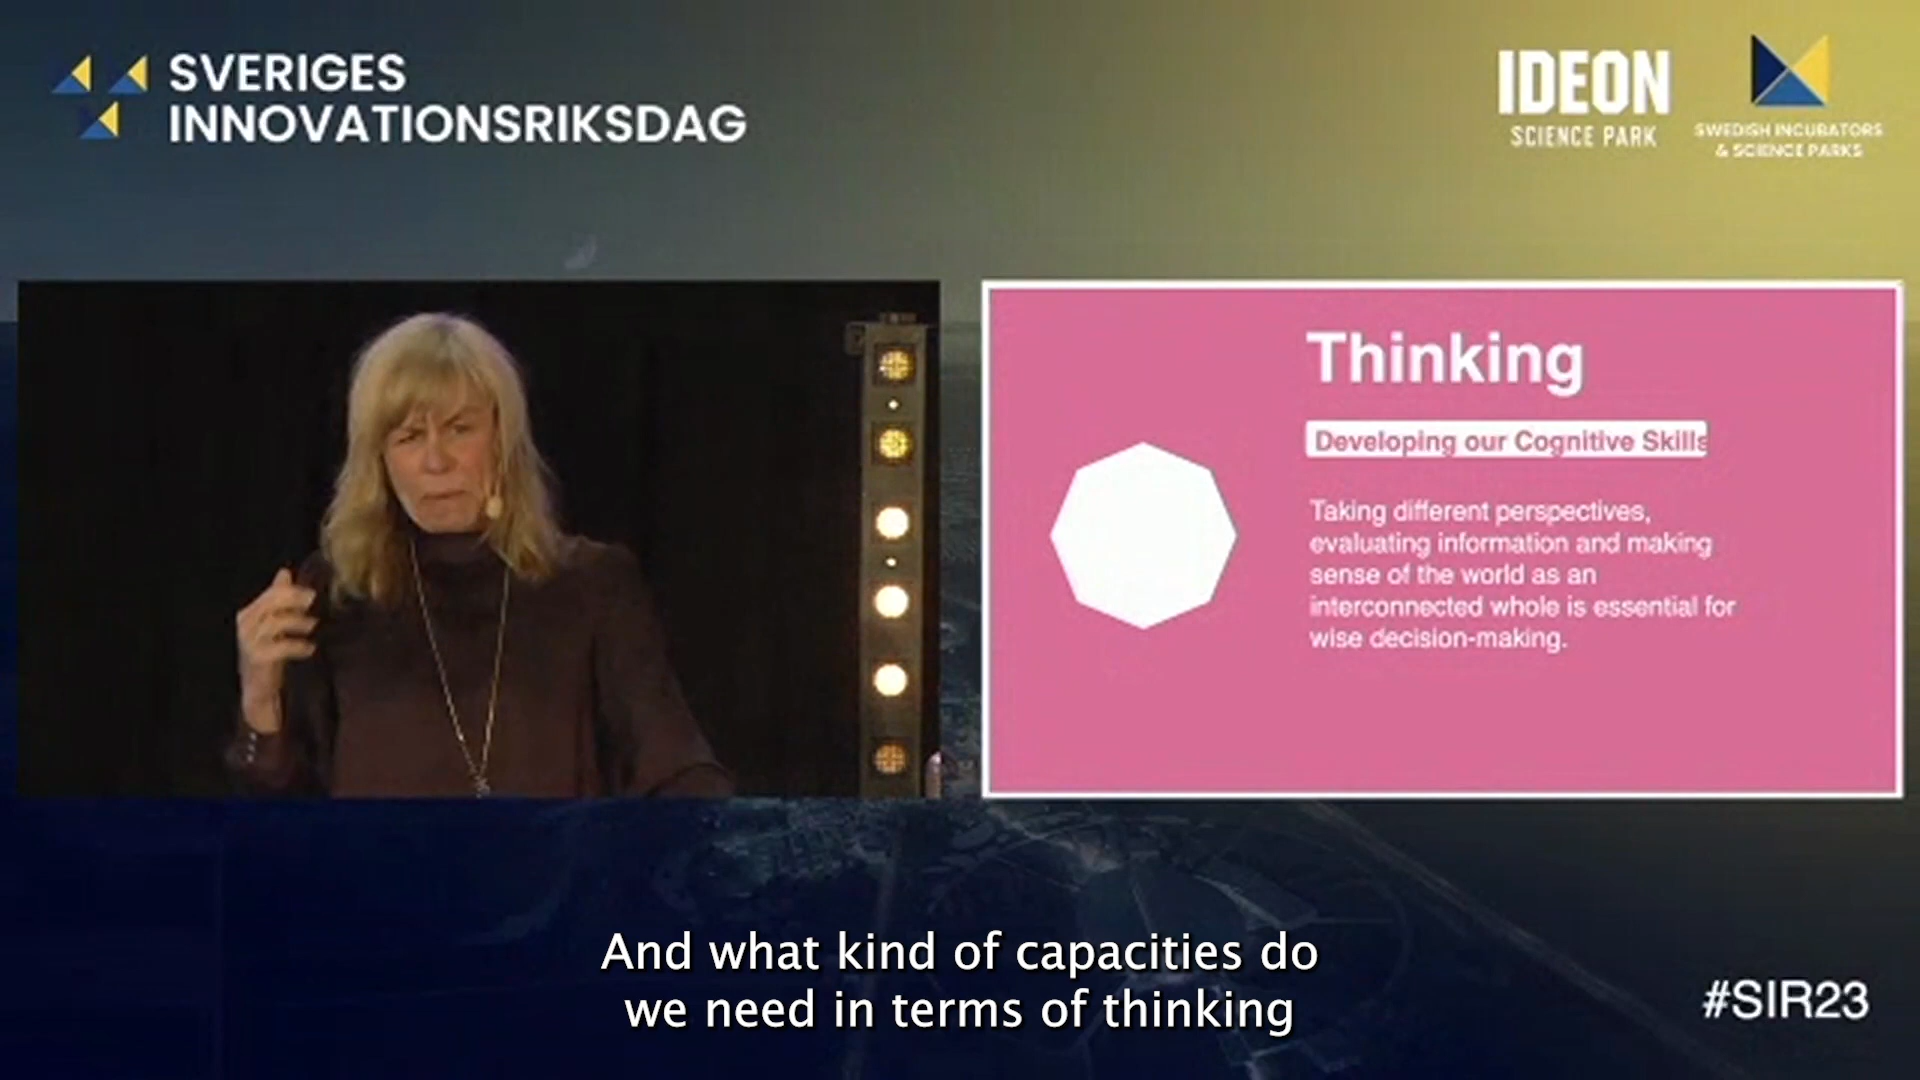 SVERIGES
INNOVATIONSRIKSDAG
IDEON
SCIENCE PARK
SWEDISH INCUBATORS
& SCIENCE PARKS
Thinking
Developing our Cognitive Skills
Taking different perspectives,
evaluating information and making
sense of the world as an
interconnected whole is essential for
wise decision-making.
And what kind of capacities do
we need in terms of thinking
#SIR23